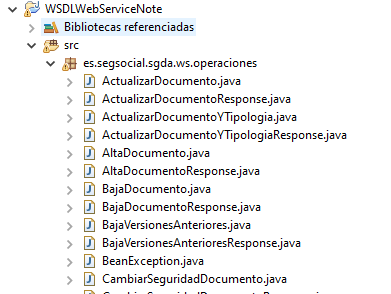 WSDLWebServiceNote
Bibliotecas referenciadas
src
es.segsocial.sgda.ws.operaciones
ActualizarDocumento.java
ActualizarDocumentoResponse.java
ActualizarDocumentoYTipologia.java
ActualizarDocumentoYTipologiaResponse.java
AltaDocumento.java
AltaDocumentoResponse.java
BajaDocumento.java
BajaDocumentoResponse.java
BajaVersionesAnteriores.java
BajaVersionesAnterioresResponse.java
BeanException.java
CambiarSeguridadDocumento.java